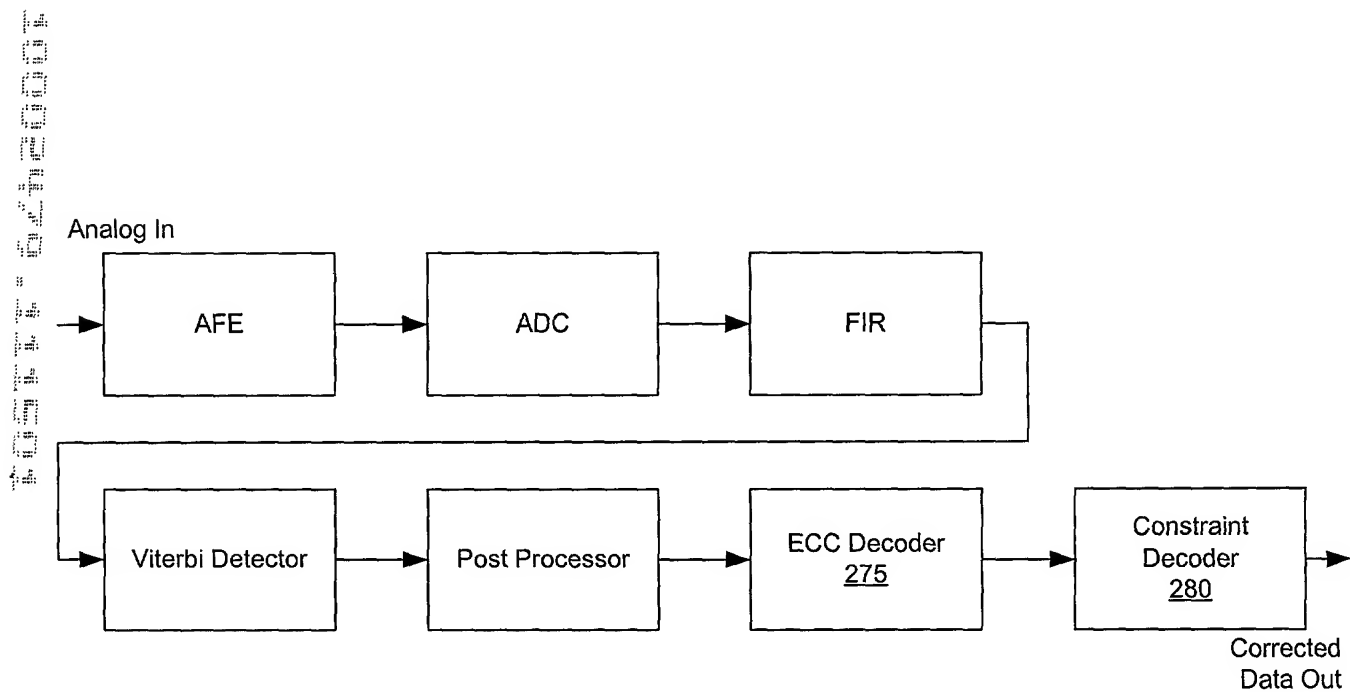 Analog In
AFE
ADC
FIR
Viterbi Detector
Post Processor
ECC Decoder
275
Constraint
Decoder
280
Corrected
Data Out